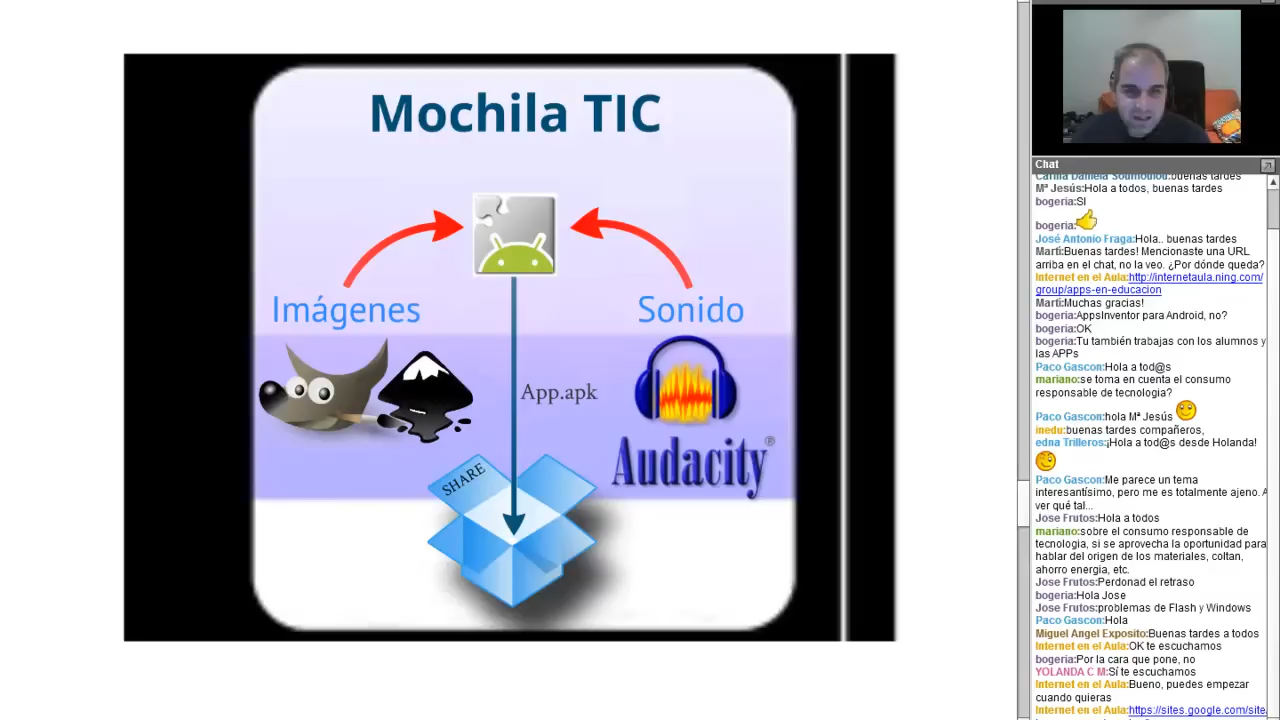 Mochila TIC
Imágenes
Sonido
App.apk
SHARE
Audacity®
Chat
Carina Daniela Soumoulou:buenas tardes
Mª Jesús:Hola a todos, buenas tardes
bogeria:SI
bogeria:
José Antonio Fraga:Hola.. buenas tardes
Martí:Buenas tardes! Mencionaste una URL
arriba en el chat, no la veo. ¿Por dónde queda?
Internet en el Aula:http://internetaula.ning.com/
group/apps-en-educacion
Martí:Muchas gracias!
bogeria:AppsInventor para Android, no?
bogeria:OK
bogeria:Tu también trabajas con los alumnos y
las APPs
Paco Gascon:Hola a tod@s
mariano:se toma en cuenta el consumo
responsable de tecnologia?
Paco Gascon:hola Mª Jesús
inedu:buenas tardes compañeros,
edna Trilleros:¡Hola a tod@s desde Holanda!
Paco Gascon:Me parece un tema
interesantísimo, pero me es totalmente ajeno. A
ver qué tal...
Jose Frutos:Hola a todos
mariano:sobre el consumo responsable de
tecnologia, si se aprovecha la oportunidad para
hablar del origen de los materiales, coltan,
ahorro energia, etc.
Jose Frutos:Perdonad el retraso
bogeria:Hola Jose
Jose Frutos:problemas de Flash y Windows
Paco Gascon:Hola
Miguel Angel Exposito:Buenas tardes a todos
Internet en el Aula:OK te escuchamos
bogeria:Por la cara que pone, no
YOLANDA C M:Sí te escuchamos
Internet en el Aula:Bueno, puedes empezar
cuando quieras
Internet en el Aula:https://sites.google.com/site/